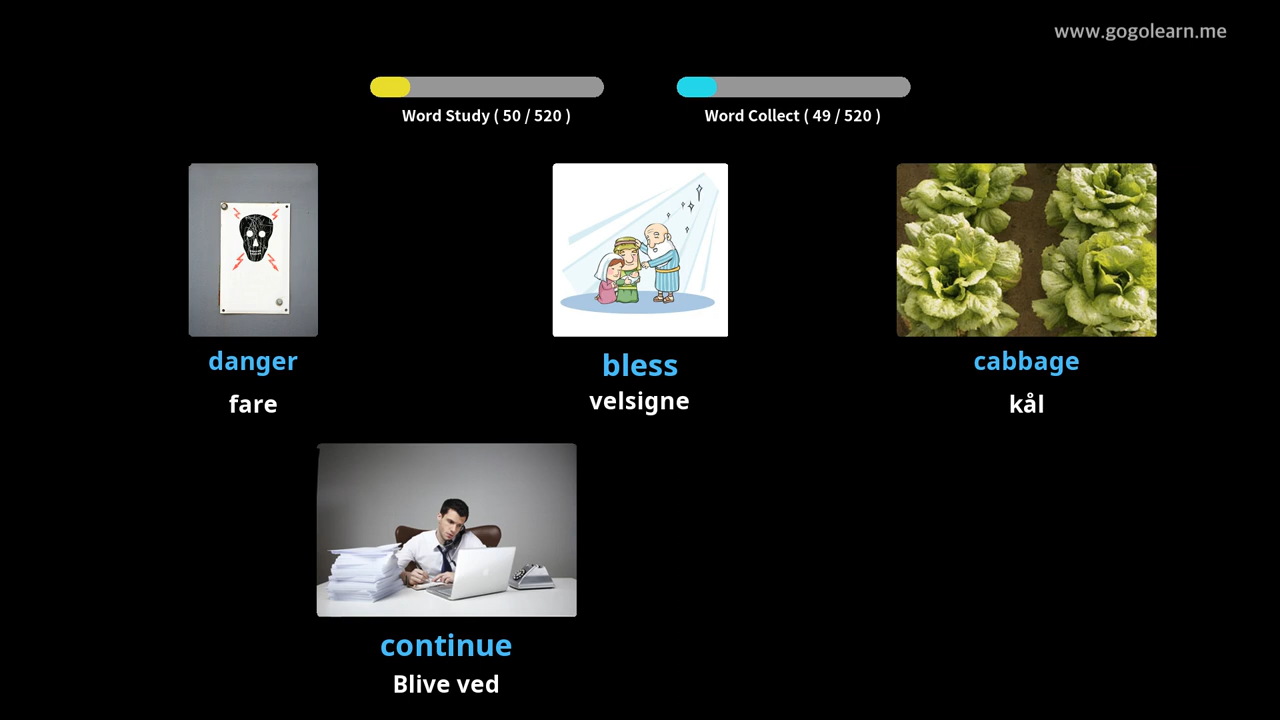 www.gogolearn.me
Word Study ( 50 / 520 )
Word Collect ( 49 / 520 )
danger
fare
bless
velsigne
cabbage
kål
continue
Blive ved